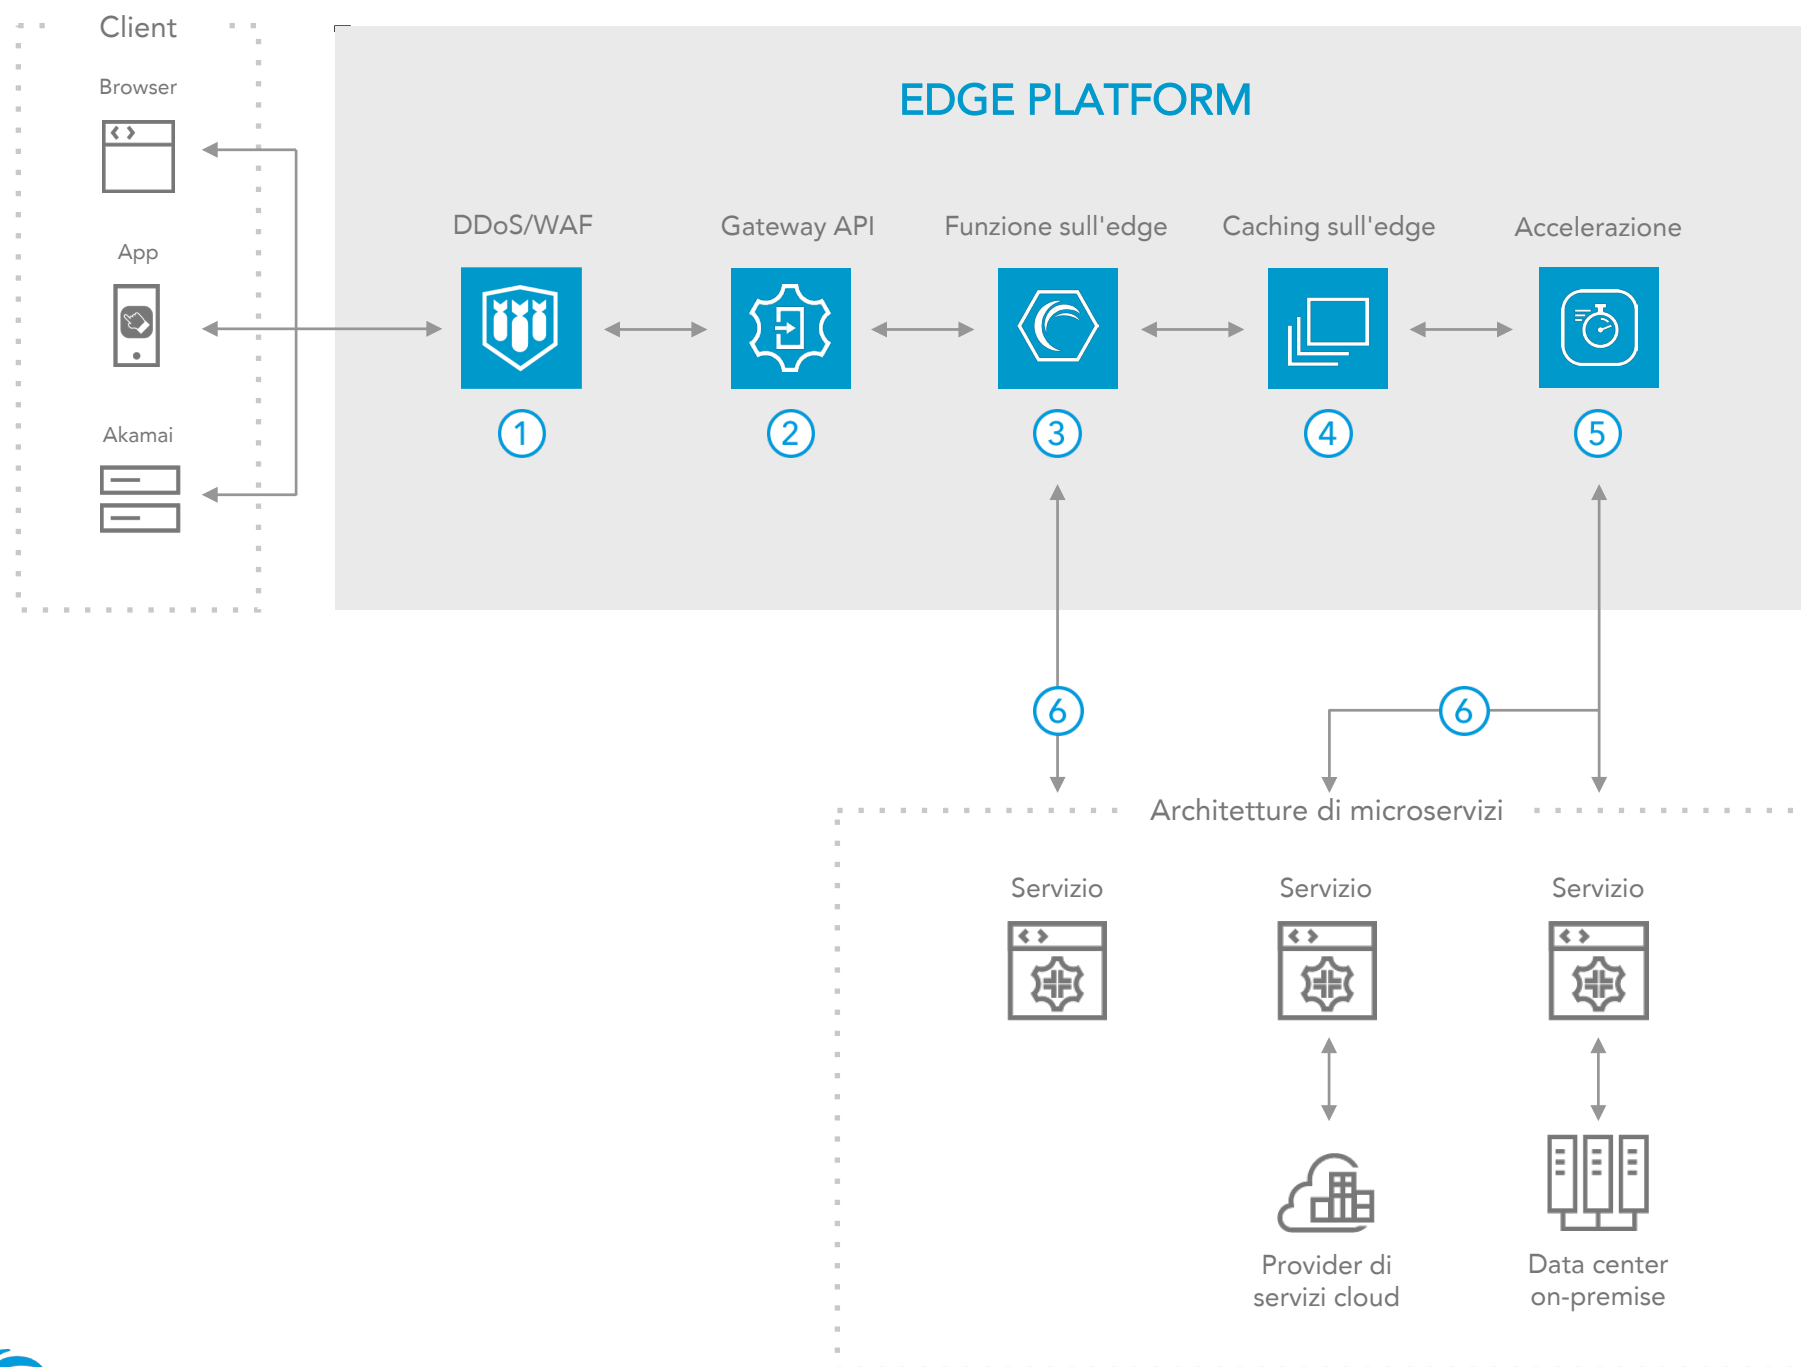 Client
Browser
App
Akamai
EDGE PLATFORM
DDoS/WAF
Gateway API
Funzione sull'edge
Caching sull'edge
Accelerazione
1
2
3
4
5
6
6
Architetture di microservizi
Servizio
Servizio
Servizio
Provider di
servizi cloud
Data center
on-premise